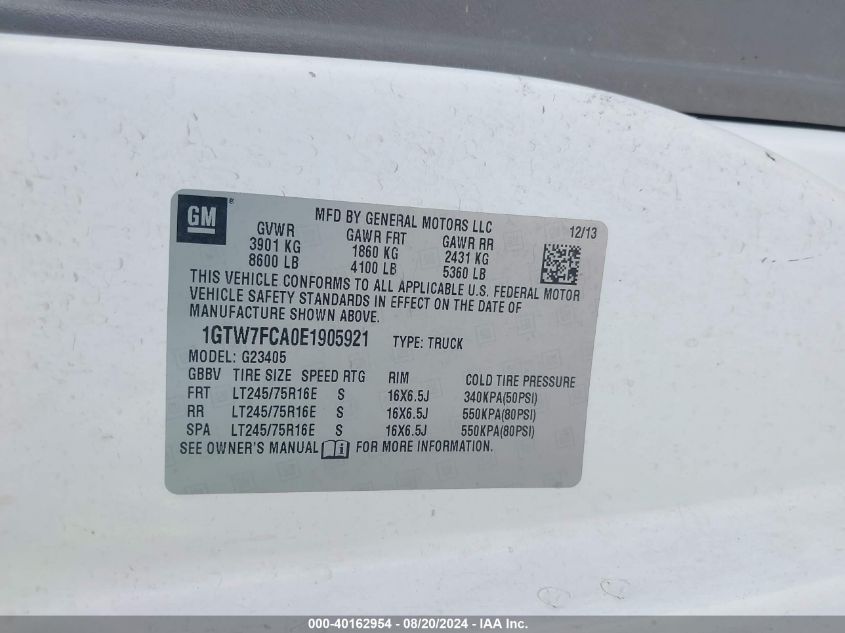 GM ®
MFD BY GENERAL MOTORS LLC 12/13
GVWR GAWR FRT GAWR RR
3901 KG 1860 KG 2431 KG
8600 LB 4100 LB 5360 LB
THIS VEHICLE CONFORMS TO ALL APPLICABLE U.S. FEDERAL MOTOR
VEHICLE SAFETY STANDARDS IN EFFECT ON THE DATE OF
MANUFACTURE SHOWN ABOVE.
1GTW7FCA0E1905921 TYPE: TRUCK
MODEL: G23405
GBBV TIRE SIZE SPEED RTG RIM COLD TIRE PRESSURE
FRT LT245/75R16E S 16X6.5J 340KPA(50PSI)
RR LT245/75R16E S 16X6.5J 550KPA(80PSI)
SPA LT245/75R16E S 16X6.5J 550KPA(80PSI)
SEE OWNER'S MANUAL i FOR MORE INFORMATION.
000-40162954 - 08/20/2024 - Copyright © IAA, Inc.